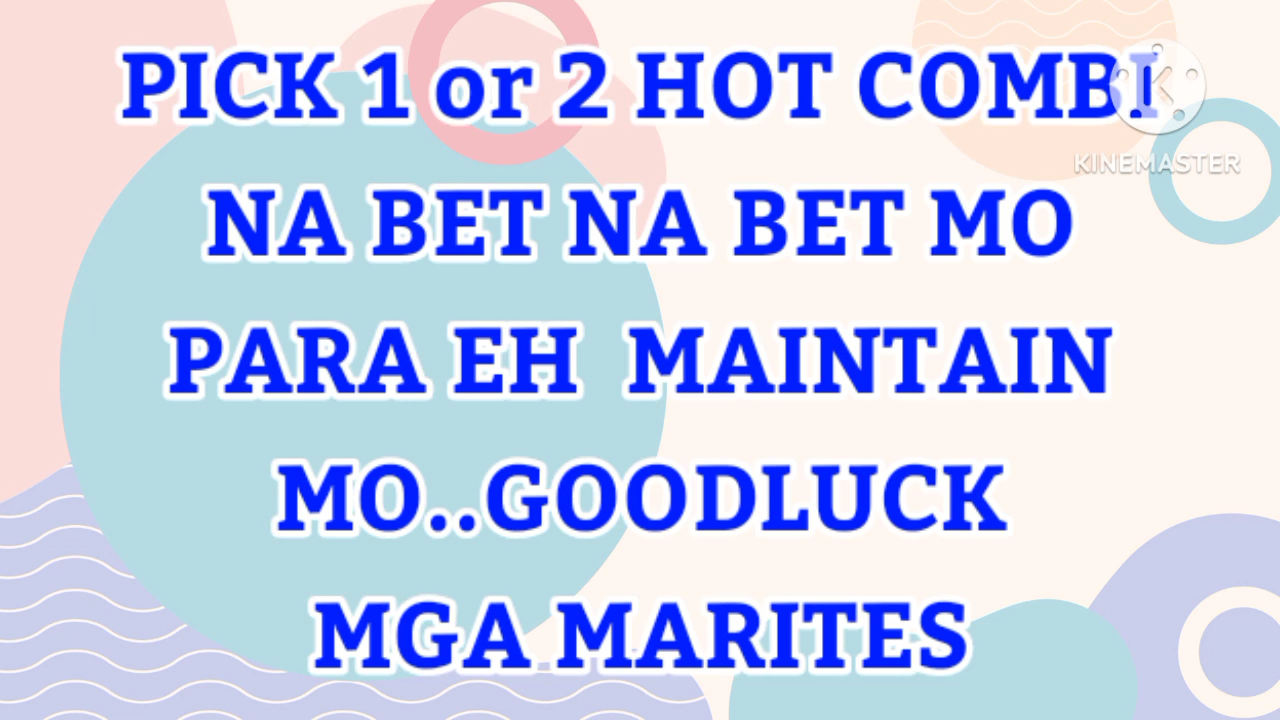 PICK 1 or 2 HOT COMBI
KINEMASTER
NA BET NA BET MO
PARA EH MAINTAIN
MO..GOODLUCK
MGA MARITES